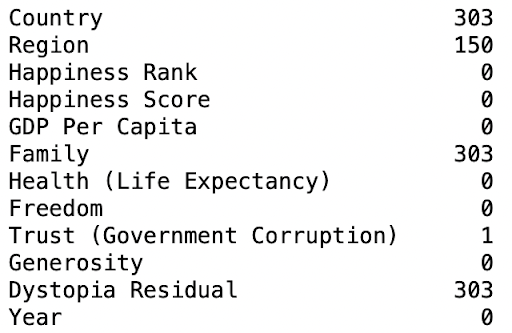 Country 303
Region 150
Happiness Rank 0
Happiness Score 0
GDP Per Capita 0
Family 303
Health (Life Expectancy) 0
Freedom 0
Trust (Government Corruption) 1
Generosity 0
Dystopia Residual 303
Year 0